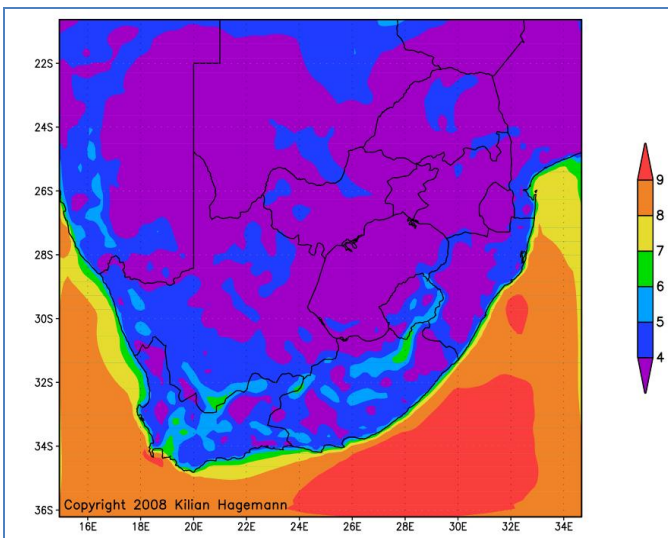 22S
24S
26S
28S
30S
32S
34S
36S
9
8
7
6
5
4
Copyright 2008 Kilian Hagemann
16E 18E 20E 22E 24E 26E 28E 30E 32E 34E